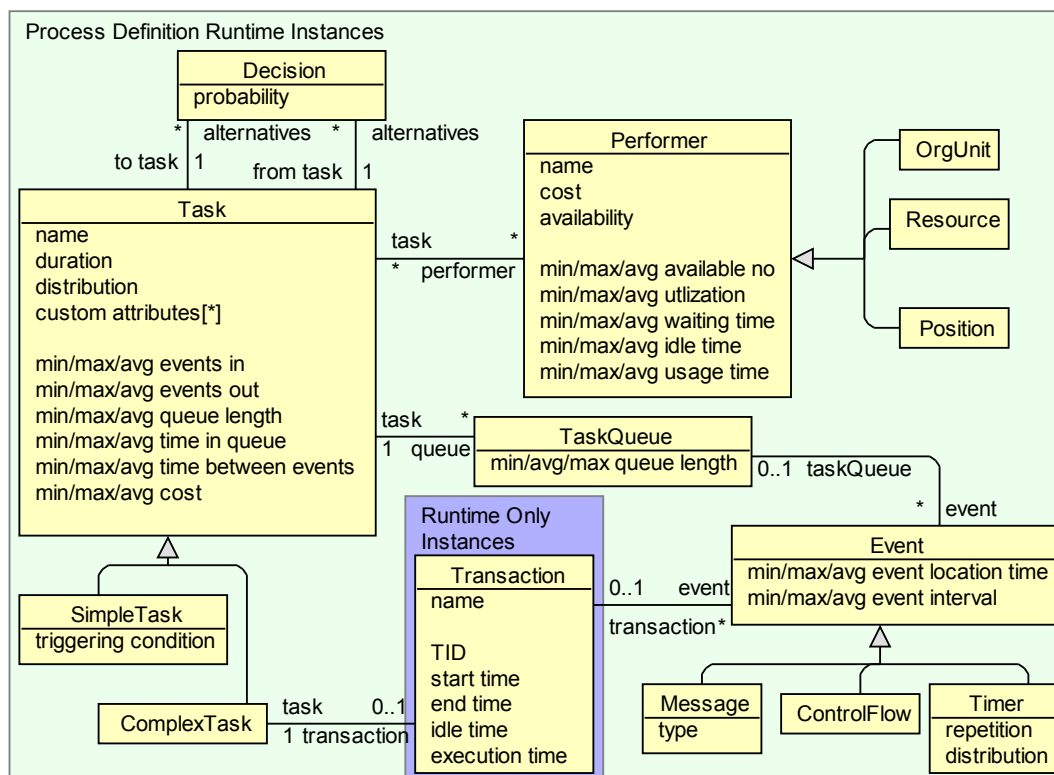 Process Definition Runtime Instances
Decision
probability
* alternatives * alternatives
to task 1 from task 1
Performer
name
cost
availability
min/max/avg available no
min/max/avg utlization
min/max/avg waiting time
min/max/avg idle time
min/max/avg usage time
OrgUnit
Resource
Position
Task
name
duration
distribution
custom attributes[*]
min/max/avg events in
min/max/avg events out
min/max/avg queue length
min/max/avg time in queue
min/max/avg time between events
min/max/avg cost
task *
* performer
task *
1 queue
TaskQueue
min/avg/max queue length
0..1 taskQueue
* event
Runtime Only
Instances
Transaction
name
TID
start time
end time
idle time
execution time
0..1 event
transaction*
Event
min/max/avg event location time
min/max/avg event interval
SimpleTask
triggering condition
ComplexTask
task 0..1
1 transaction
Message
type
ControlFlow
Timer
repetition
distribution